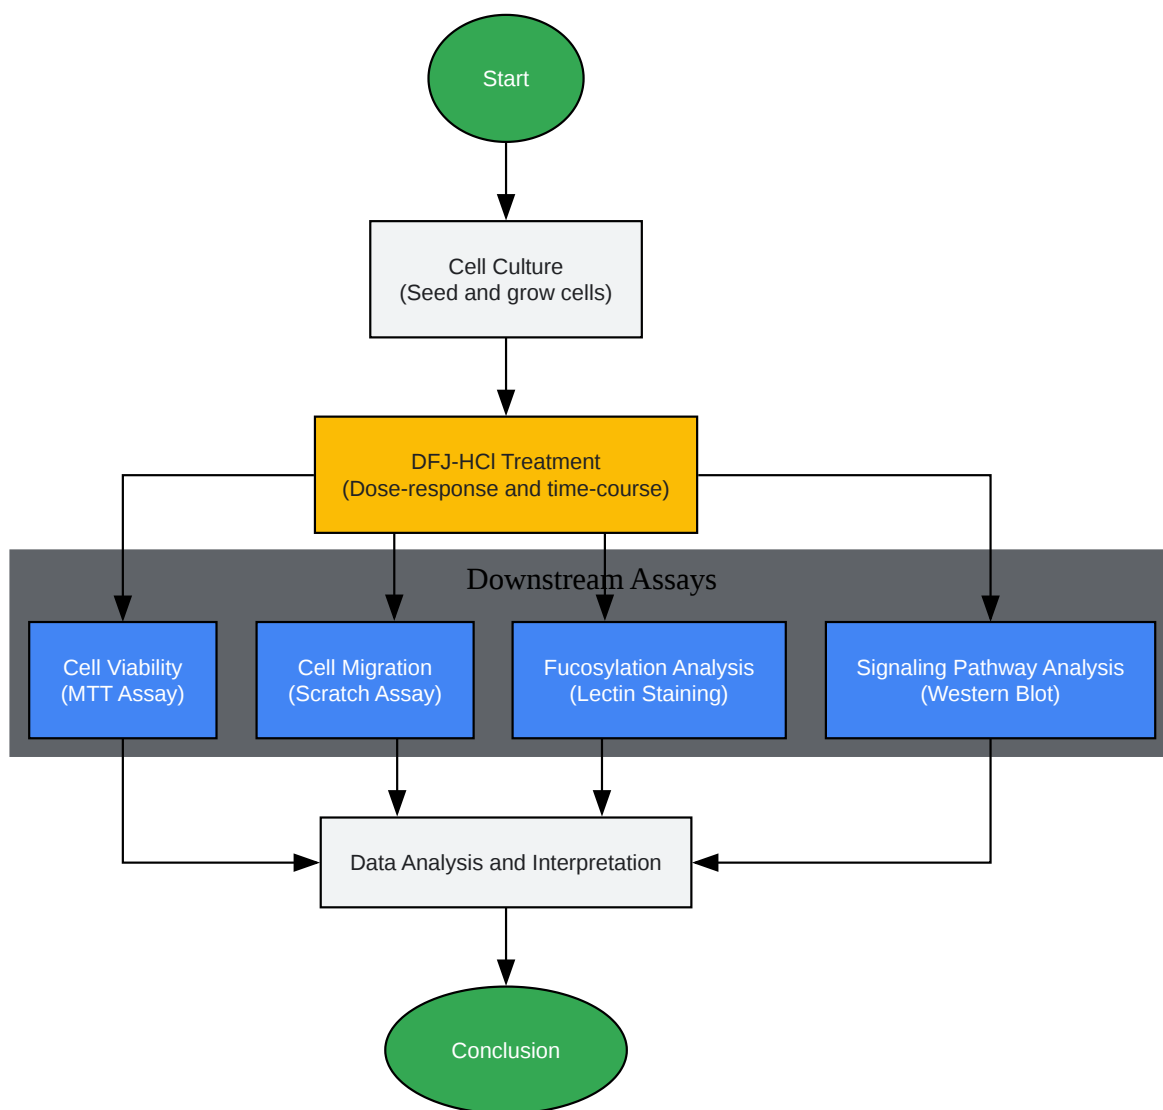 Start
Cell Culture
(Seed and grow cells)
DFJ-HCl Treatment
(Dose-response and time-course)
Downstream Assays
Cell Viability
(MTT Assay)
Cell Migration
(Scratch Assay)
Fucosylation Analysis
(Lectin Staining)
Signaling Pathway Analysis
(Western Blot)
Data Analysis and Interpretation
Conclusion